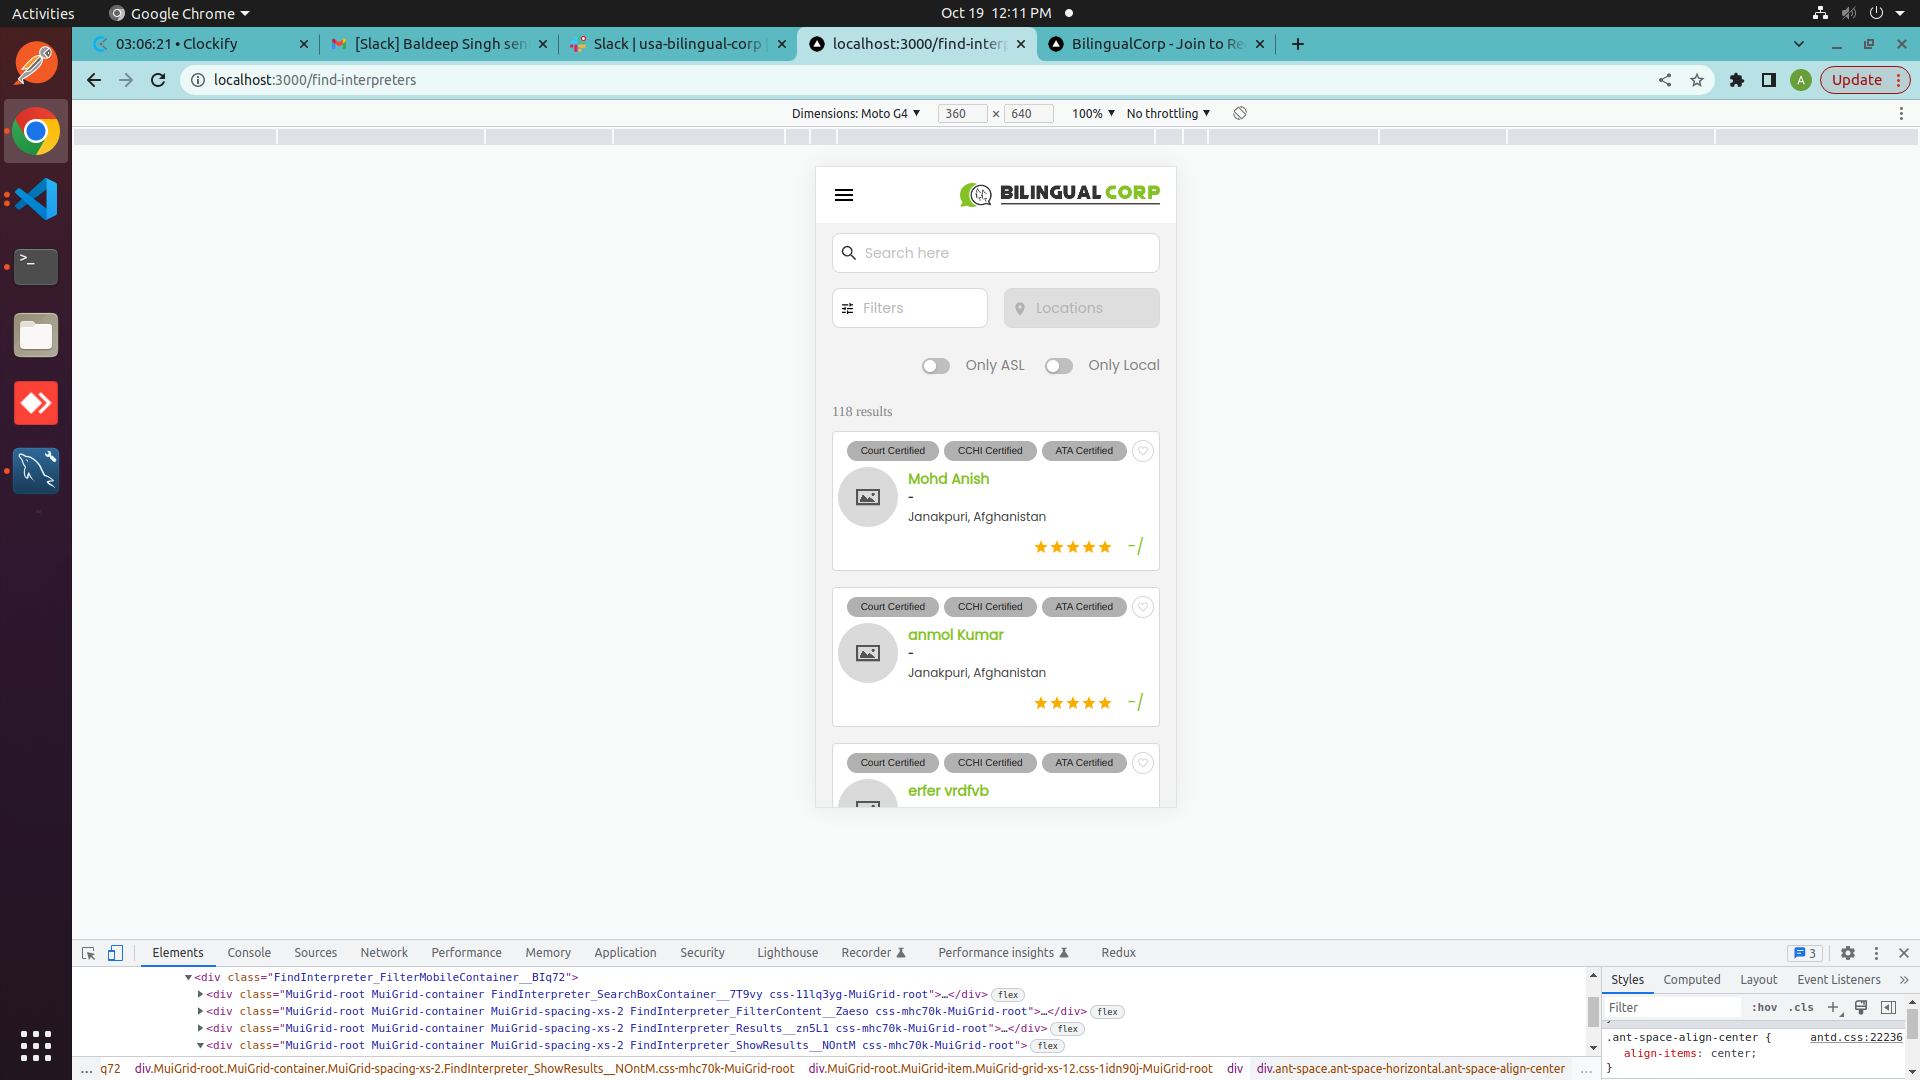 Activities
Google Chrome
Oct 19 12:11 PM
03:06:21 • Clockify
[Slack] Baldeep Singh sen
Slack | usa-bilingual-corp |
localhost:3000/find-interp
BilingualCorp - Join to Re
localhost:3000/find-interpreters
A
Update
Dimensions: Moto G4
360 × 640
100%
No throttling
BILINGUAL CORP
Search here
Filters
Locations
Only ASL
Only Local
118 results
Court Certified
CCHI Certified
ATA Certified
Mohd Anish
-
Janakpuri, Afghanistan
-/
Court Certified
CCHI Certified
ATA Certified
anmol Kumar
-
Janakpuri, Afghanistan
-/
Court Certified
CCHI Certified
ATA Certified
erfer vrdfvb
Elements
Console
Sources
Network
Performance
Memory
Application
Security
Lighthouse
Recorder
Performance insights
Redux
3
<div class="FindInterpreter_FilterMobileContainer__BIq72">
<div class="MuiGrid-root MuiGrid-container FindInterpreter_SearchBoxContainer__7T9vy css-11lq3yg-MuiGrid-root">…</div> flex
<div class="MuiGrid-root MuiGrid-container MuiGrid-spacing-xs-2 FindInterpreter_FilterContent__Zaeso css-mhc70k-MuiGrid-root">…</div> flex
<div class="MuiGrid-root MuiGrid-container MuiGrid-spacing-xs-2 FindInterpreter_Results__zn5L1 css-mhc70k-MuiGrid-root">…</div> flex
<div class="MuiGrid-root MuiGrid-container MuiGrid-spacing-xs-2 FindInterpreter_ShowResults__NOntM css-mhc70k-MuiGrid-root"> flex
… q72 div.MuiGrid-root.MuiGrid-container.MuiGrid-spacing-xs-2.FindInterpreter_ShowResults__NOntM.css-mhc70k-MuiGrid-root div.MuiGrid-root.MuiGrid-item.MuiGrid-grid-xs-12.css-1idn90j-MuiGrid-root div div.ant-space.ant-space-horizontal.ant-space-align-center …
Styles
Computed
Layout
Event Listeners
»
Filter
:hov
.cls
+
.ant-space-align-center {
antd.css:22236
align-items: center;
}